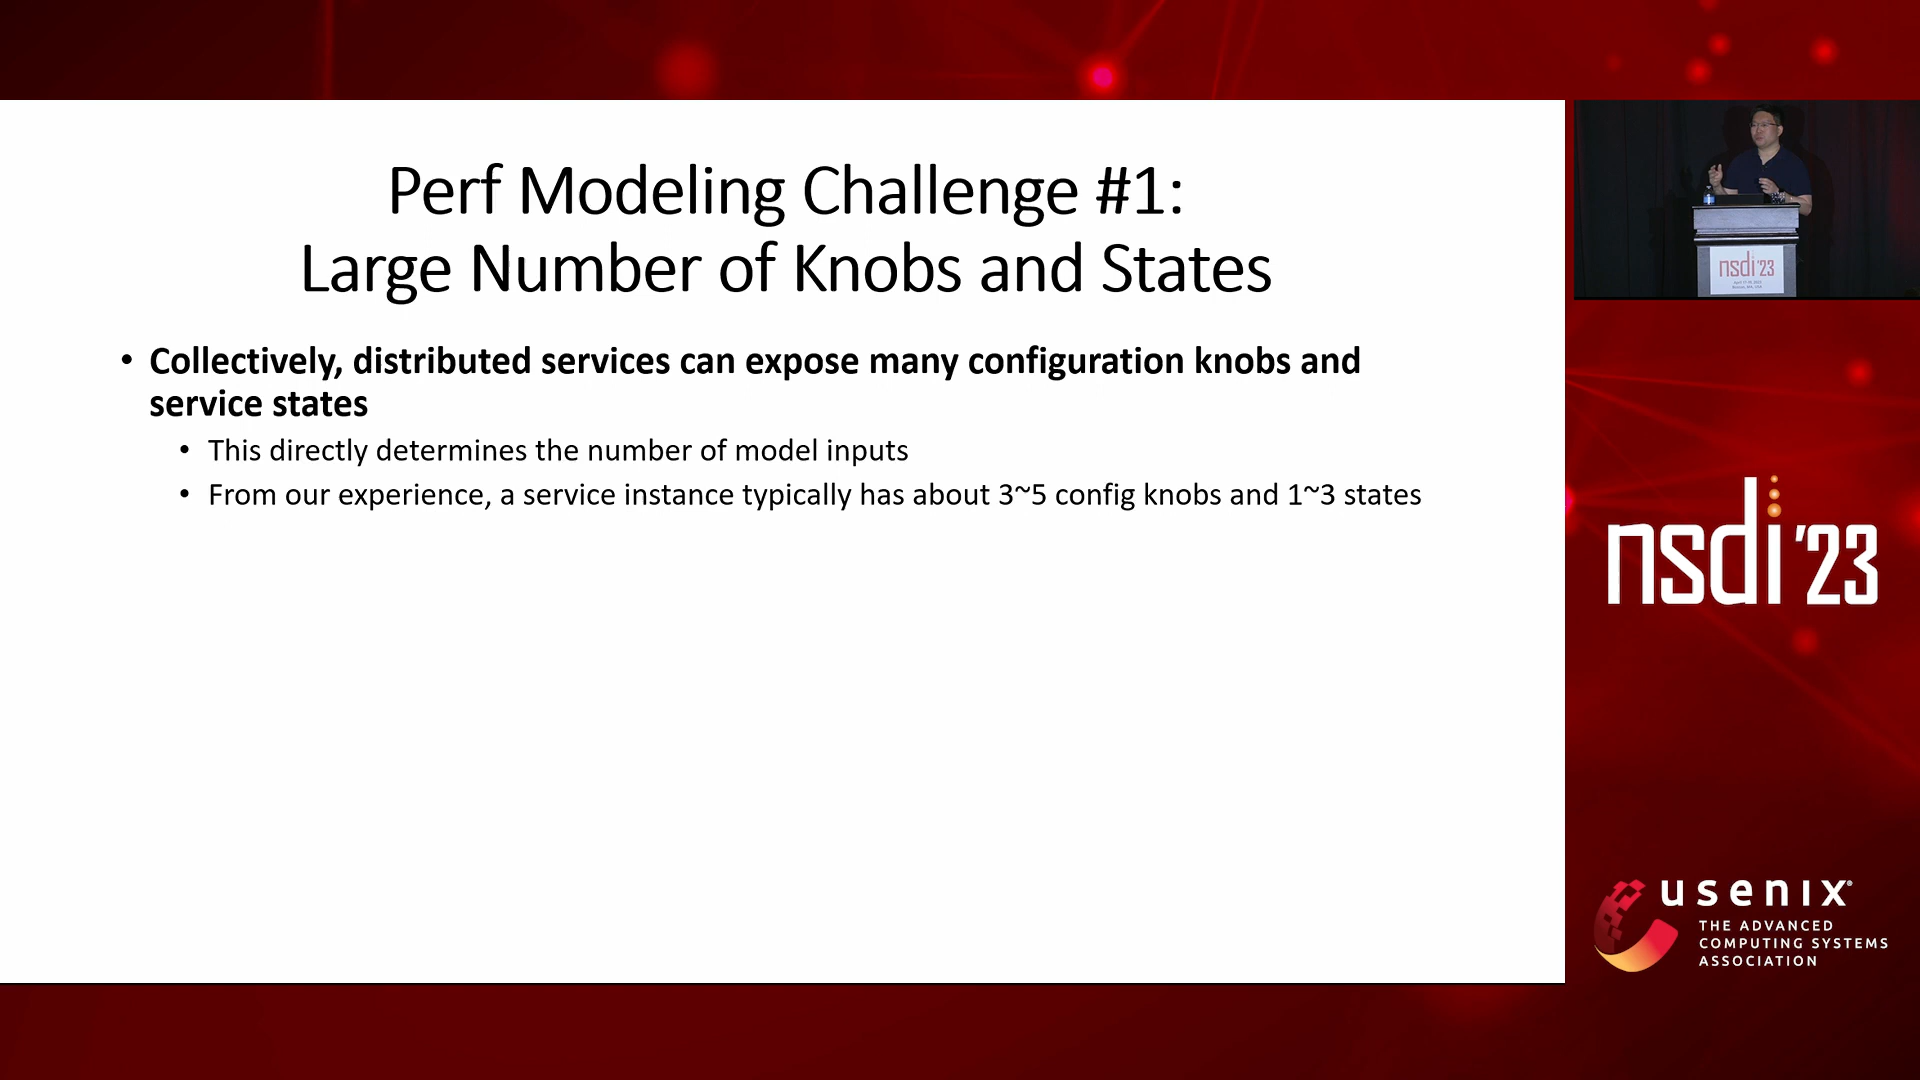 Perf Modeling Challenge #1:
Large Number of Knobs and States
• Collectively, distributed services can expose many configuration knobs and
service states
• This directly determines the number of model inputs
• From our experience, a service instance typically has about 3~5 config knobs and 1~3 states
nsdi '23
nsdi '23
usenix®
THE ADVANCED
COMPUTING SYSTEMS
ASSOCIATION